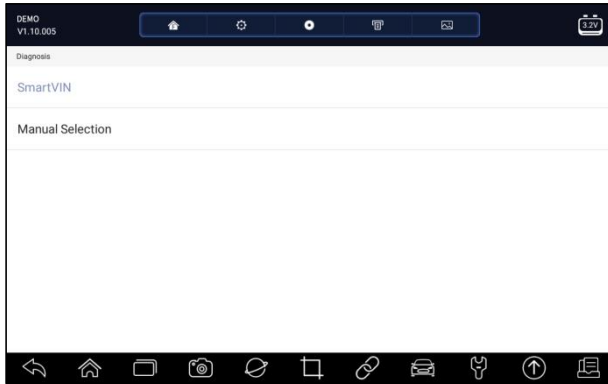 DEMO
V1.10.005
3.2V
Diagnosis
SmartVIN
Manual Selection